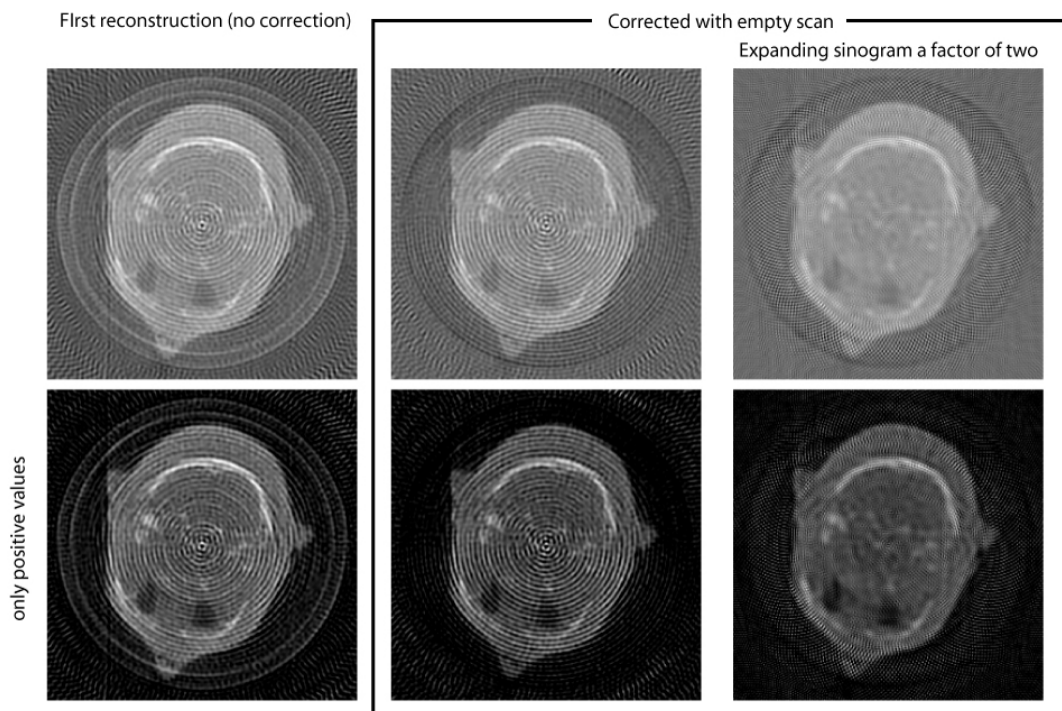 FIrst reconstruction (no correction)
Corrected with empty scan
Expanding sinogram a factor of two
only positive values